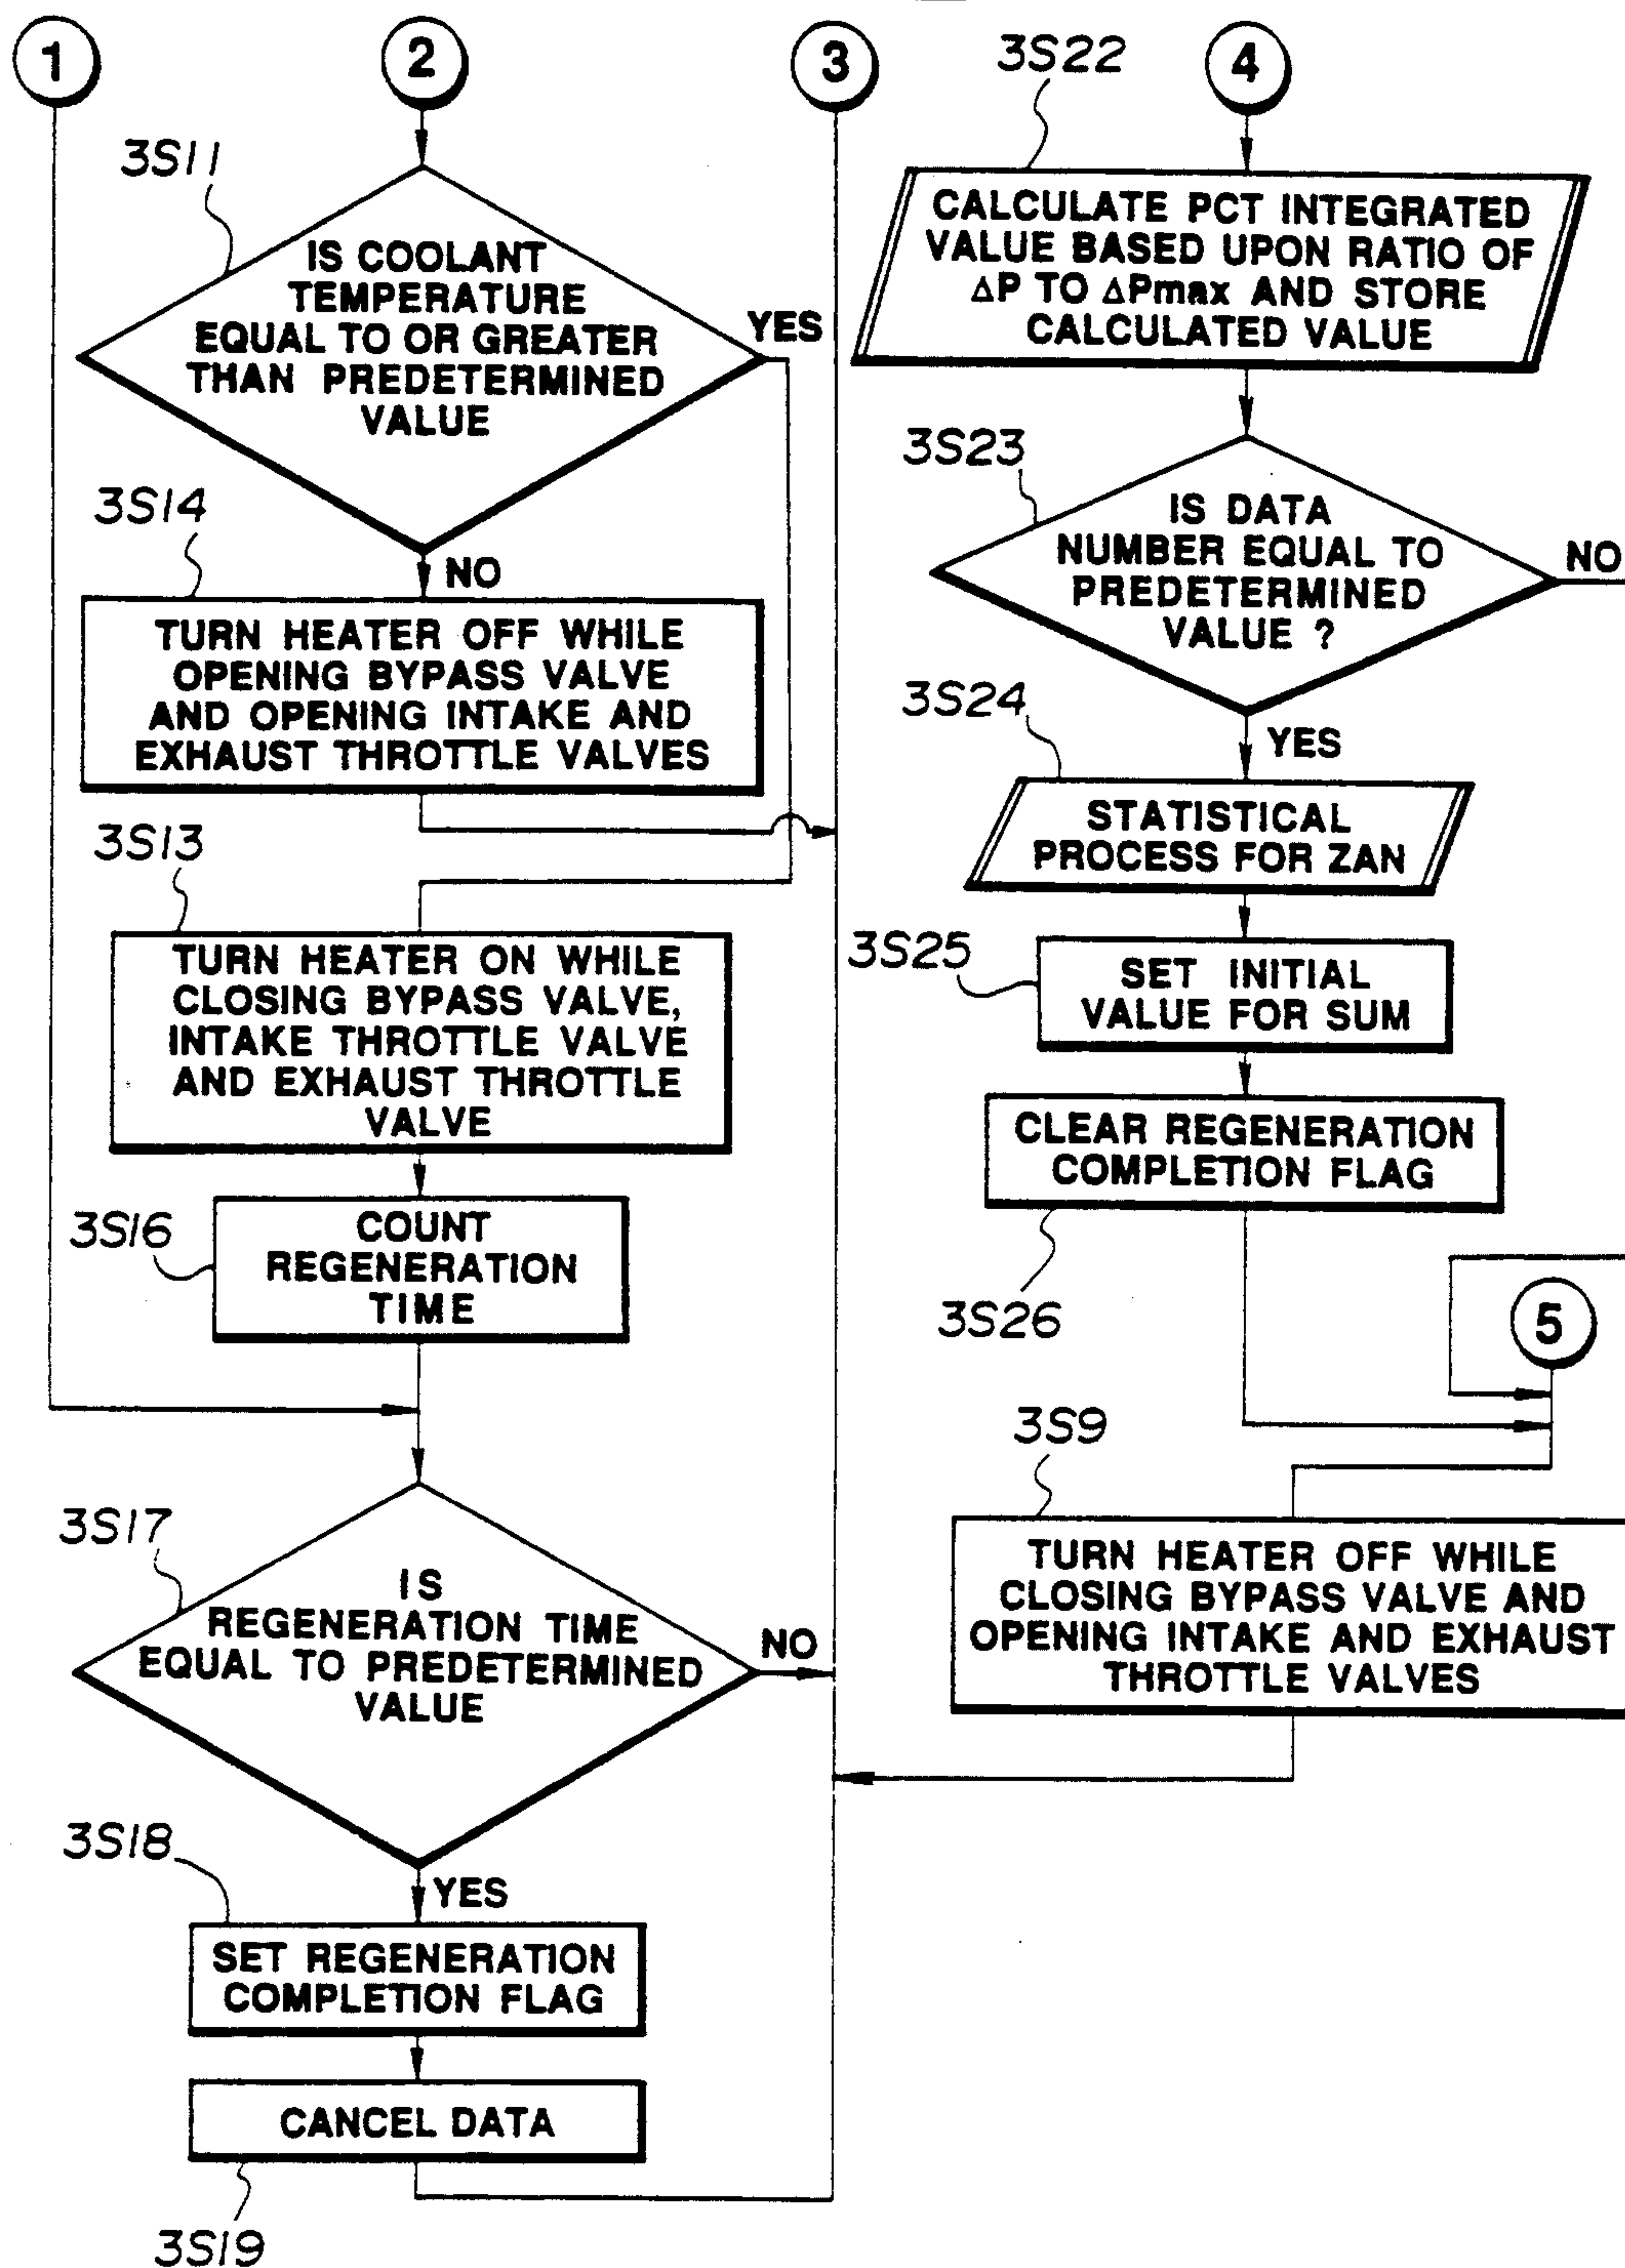 1
2
3
4
3S11
IS COOLANT
TEMPERATURE
EQUAL TO OR GREATER
THAN PREDETERMINED
VALUE
YES
NO
3S14
TURN HEATER OFF WHILE
OPENING BYPASS VALVE
AND OPENING INTAKE AND
EXHAUST THROTTLE VALVES
3S13
TURN HEATER ON WHILE
CLOSING BYPASS VALVE,
INTAKE THROTTLE VALVE
AND EXHAUST THROTTLE
VALVE
3S16
COUNT
REGENERATION
TIME
3S17
IS
REGENERATION TIME
EQUAL TO PREDETERMINED
VALUE
NO
YES
3S18
SET REGENERATION
COMPLETION FLAG
CANCEL DATA
3S19
3S22
CALCULATE PCT INTEGRATED
VALUE BASED UPON RATIO OF
ΔP TO ΔPmax AND STORE
CALCULATED VALUE
3S23
IS DATA
NUMBER EQUAL TO
PREDETERMINED
VALUE ?
NO
YES
3S24
STATISTICAL
PROCESS FOR ZAN
3S25
SET INITIAL
VALUE FOR SUM
CLEAR REGENERATION
COMPLETION FLAG
3S26
5
3S9
TURN HEATER OFF WHILE
CLOSING BYPASS VALVE AND
OPENING INTAKE AND EXHAUST
THROTTLE VALVES